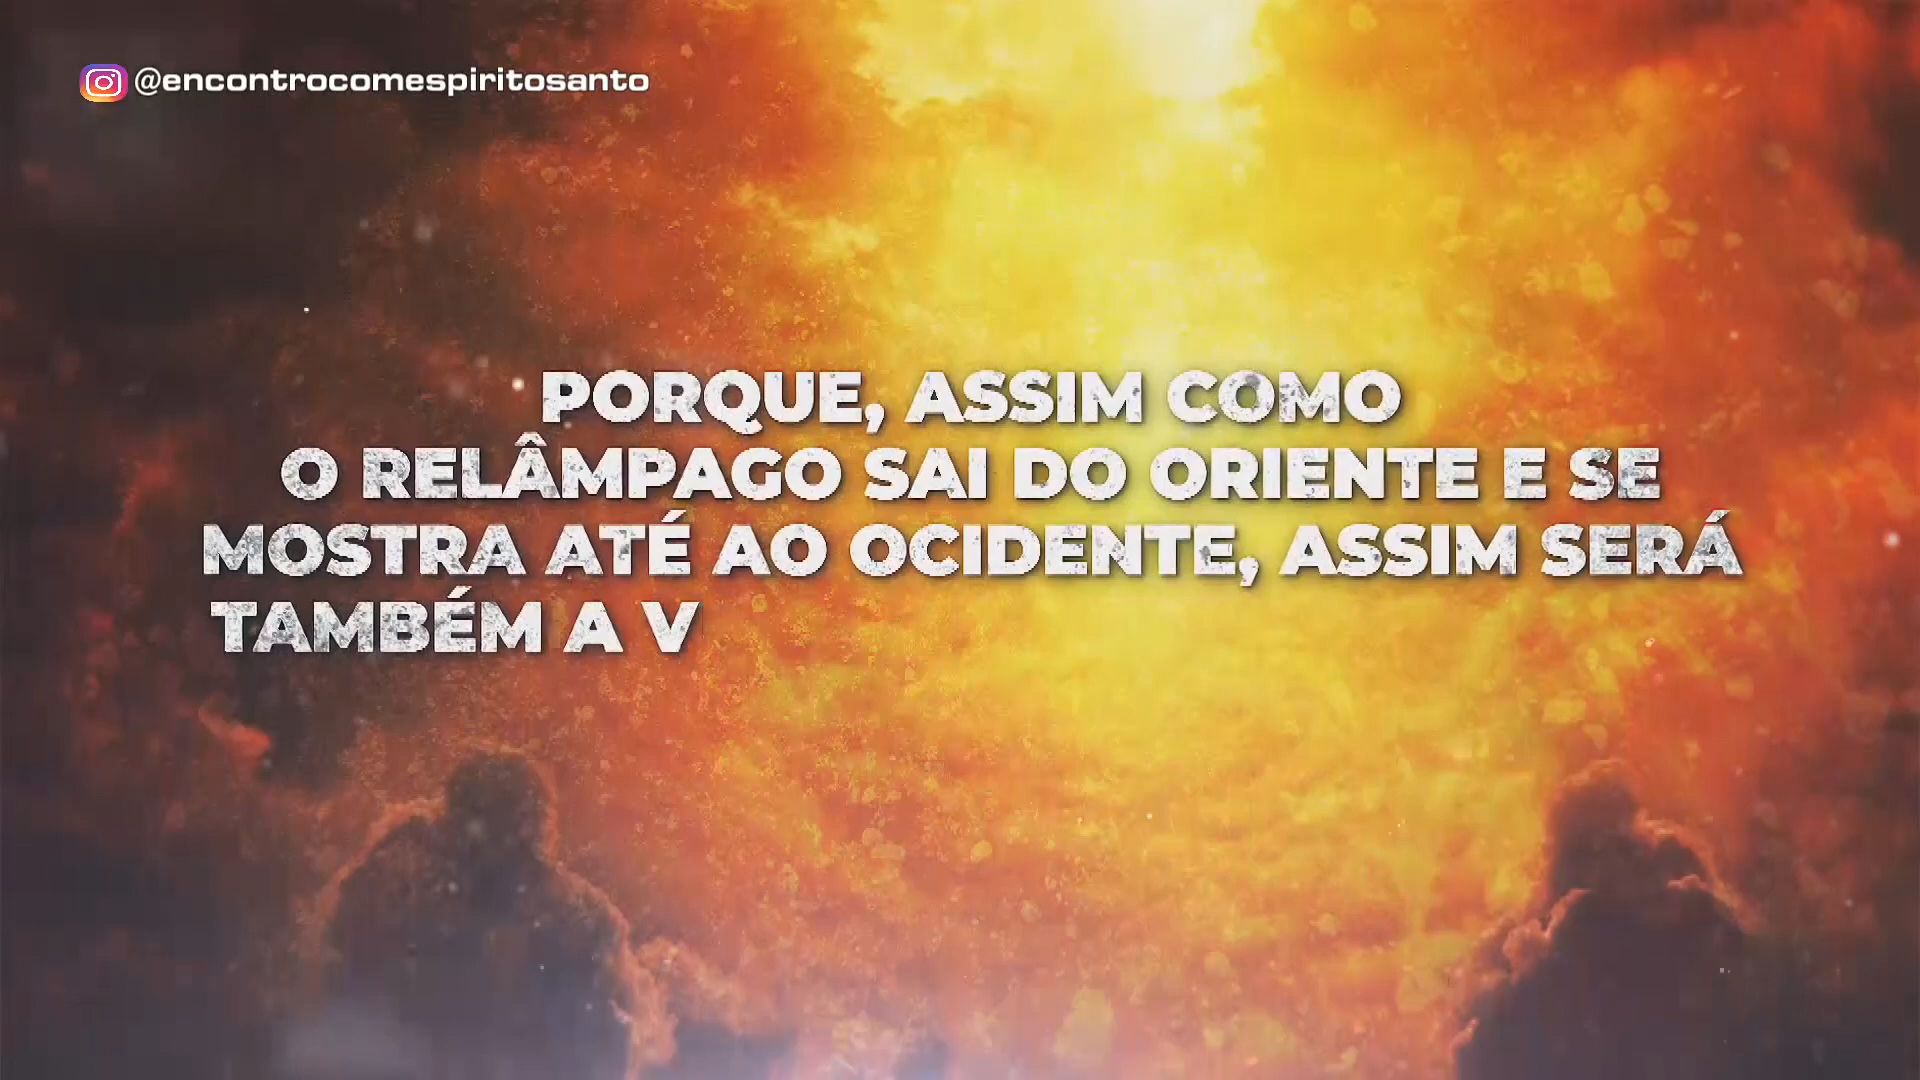 @encontrocomespiritosanto
PORQUE, ASSIM COMO
O RELÂMPAGO SAI DO ORIENTE E SE
MOSTRA ATÉ AO OCIDENTE, ASSIM SERÁ
TAMBÉM A V